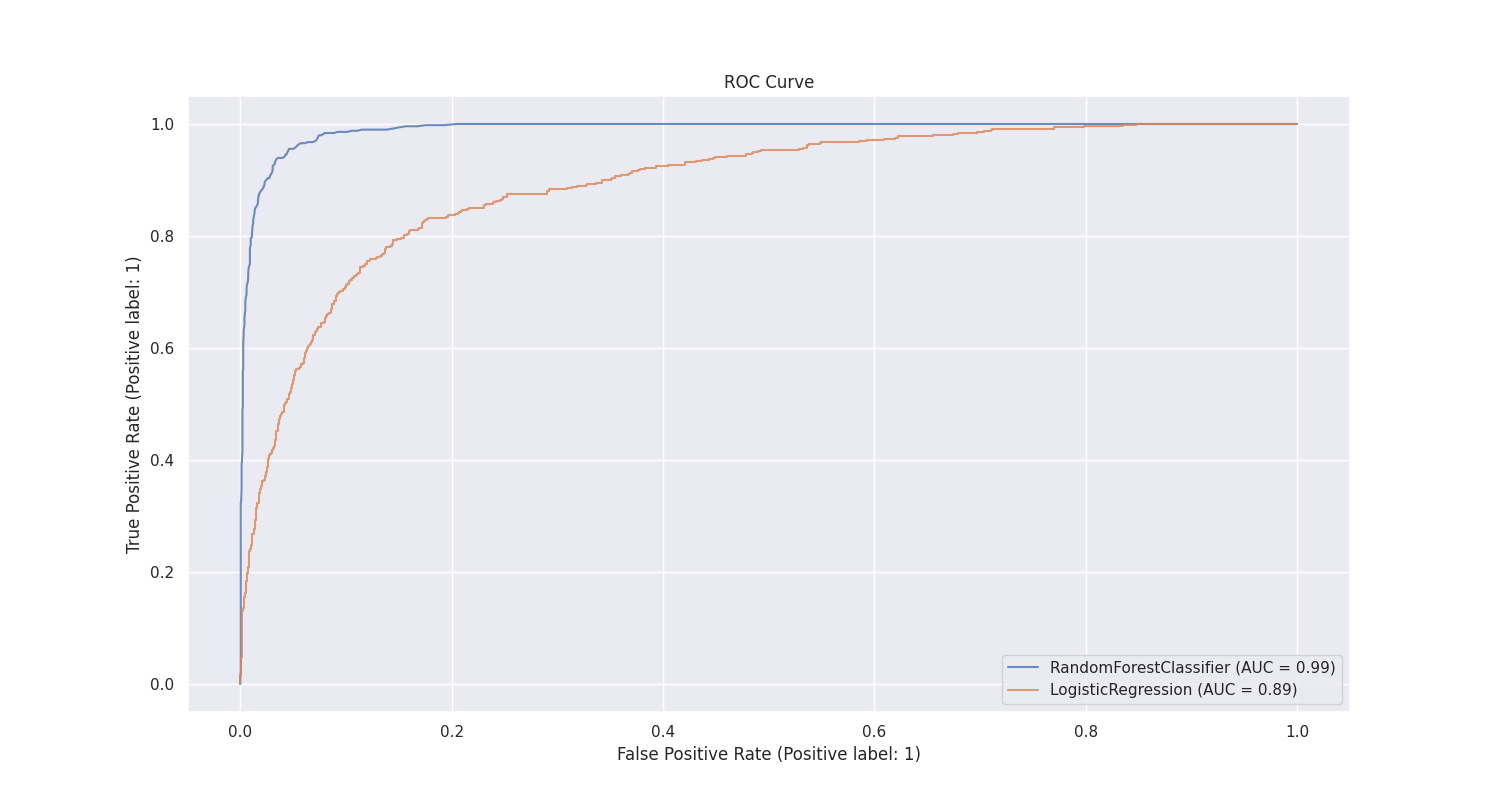 ROC Curve
1.0
0.8
0.6
0.4
0.2
0.0
True Positive Rate (Positive label: 1)
RandomForestClassifier (AUC = 0.99)
LogisticRegression (AUC = 0.89)
0.0 0.2 0.4 0.6 0.8 1.0
False Positive Rate (Positive label: 1)